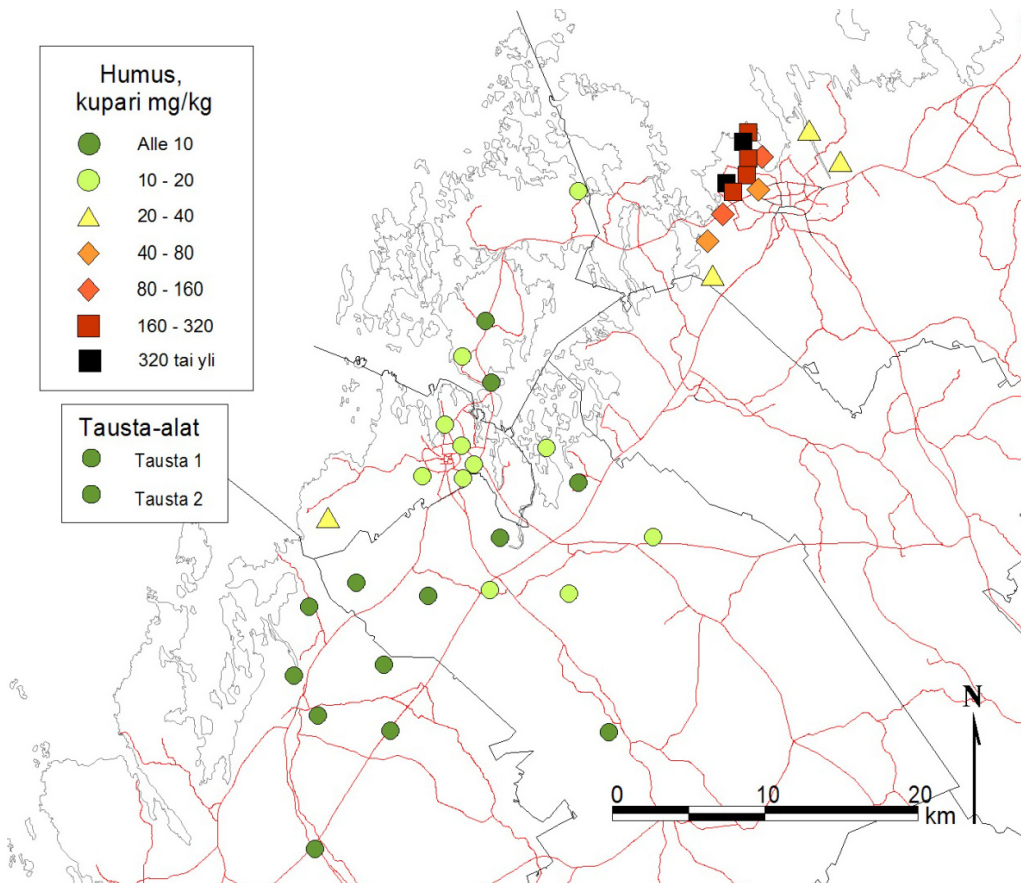 Humus,
kupari mg/kg
Alle 10
10 - 20
20 - 40
40 - 80
80 - 160
160 - 320
320 tai yli
Tausta-alat
Tausta 1
Tausta 2
N
0 10 20
km